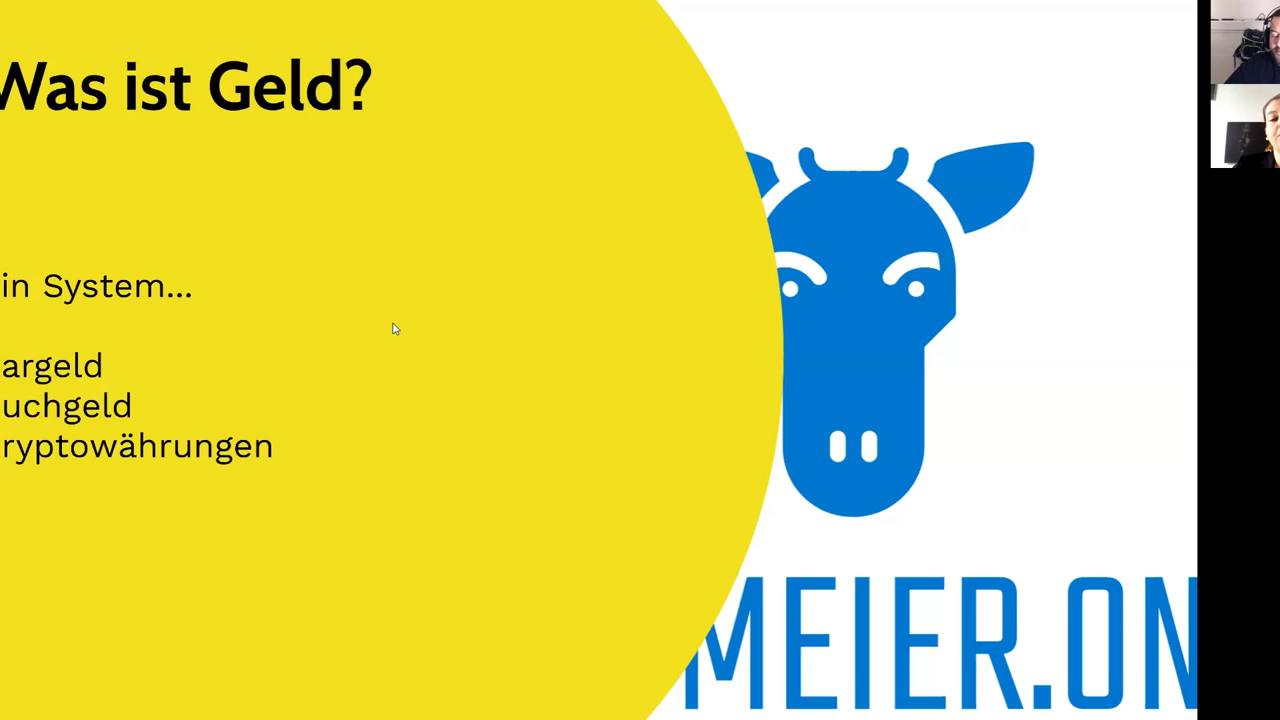 Was ist Geld?
in System...
argeld
uchgeld
ryptowährungen
MEIER.ON